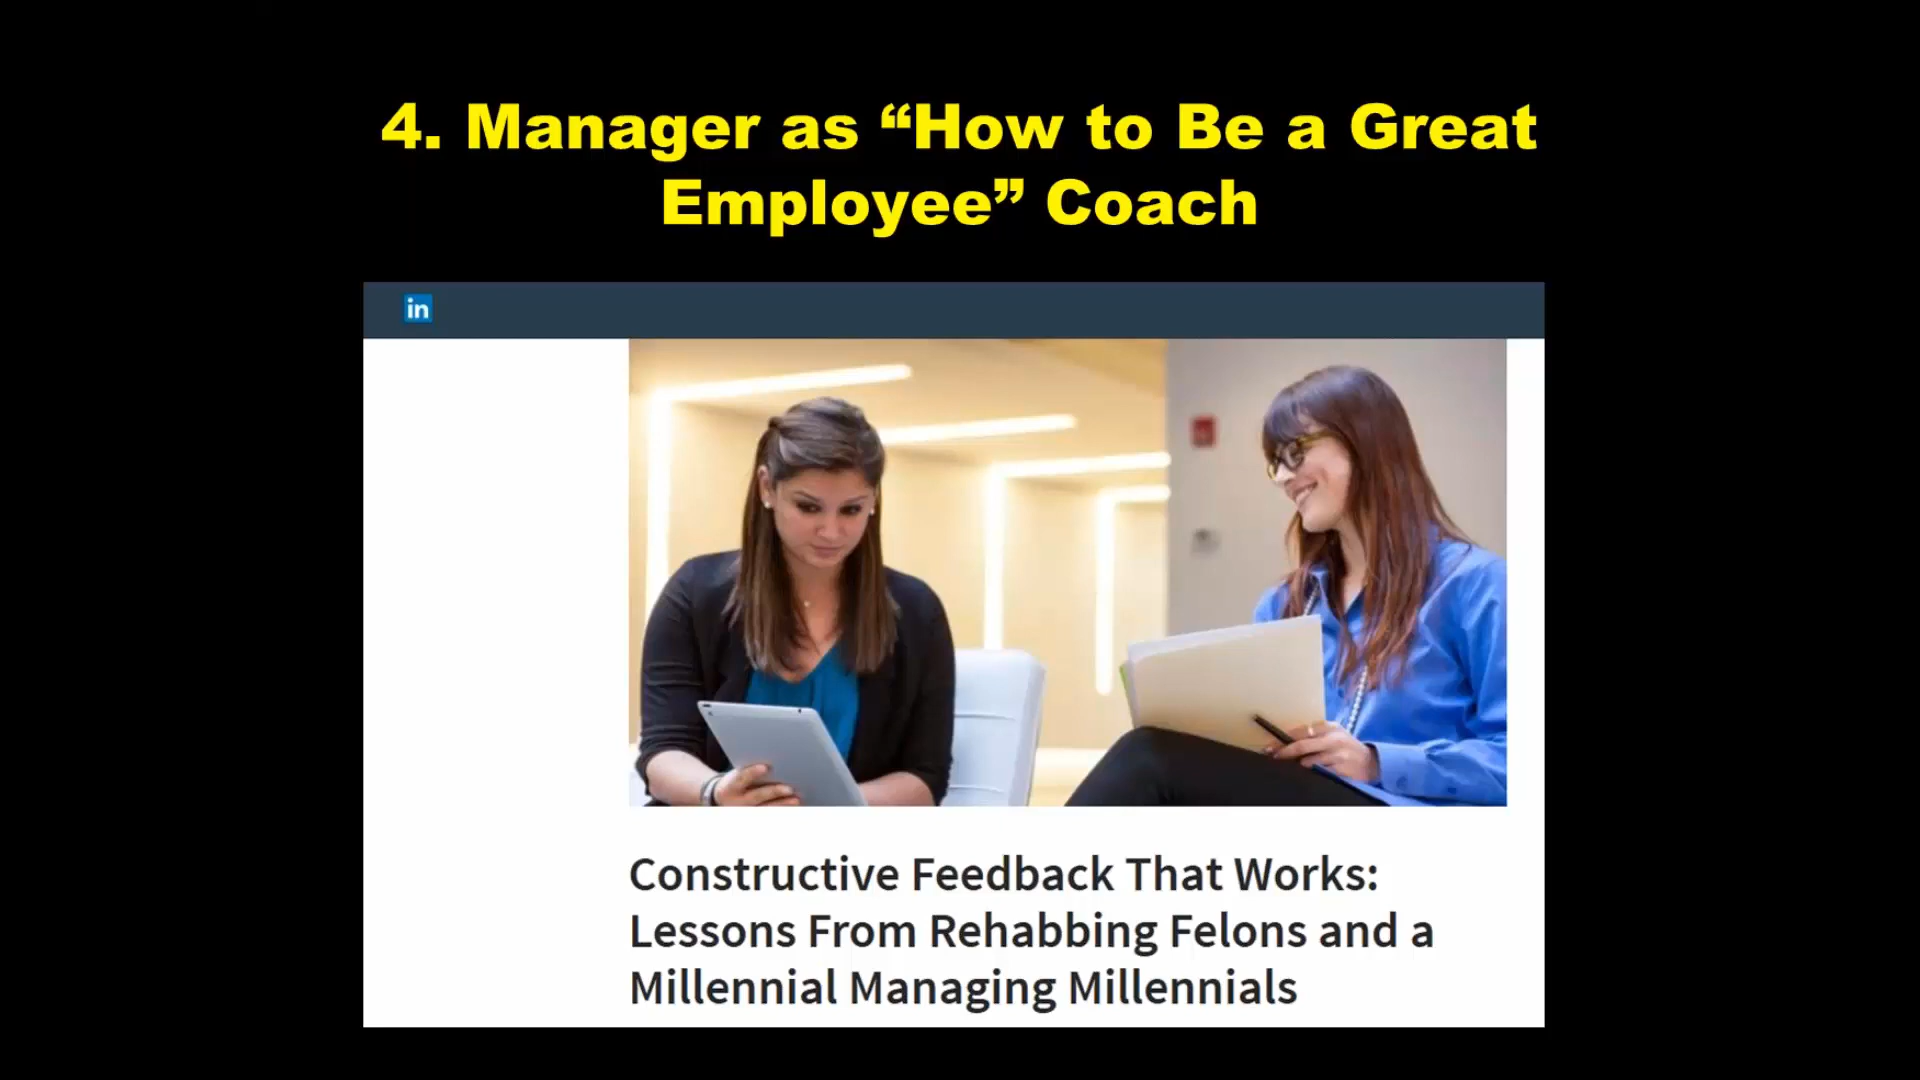 4. Manager as “How to Be a Great
Employee” Coach
in
Constructive Feedback That Works:
Lessons From Rehabbing Felons and a
Millennial Managing Millennials